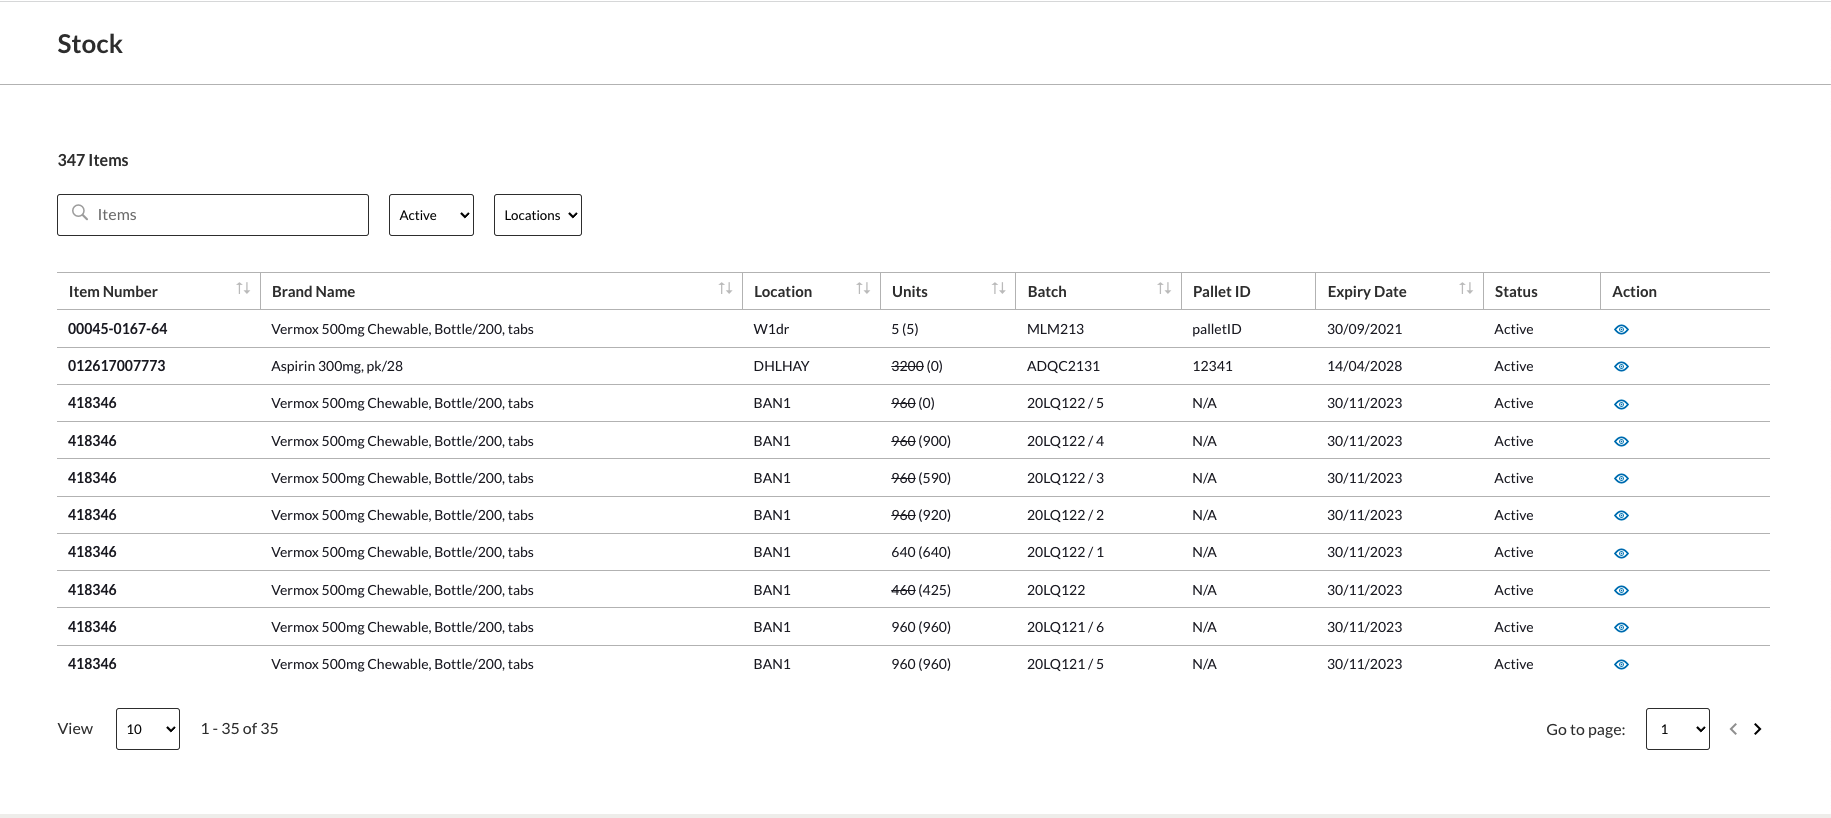 Stock
347 Items
Items Active Locations
Item Number Brand Name Location Units Batch Pallet ID Expiry Date Status Action
00045-0167-64 Vermox 500mg Chewable, Bottle/200, tabs W1dr 5 (5) MLM213 palletID 30/09/2021 Active
012617007773 Aspirin 300mg, pk/28 DHLHAY 3200 (0) ADQC2131 12341 14/04/2028 Active
418346 Vermox 500mg Chewable, Bottle/200, tabs BAN1 960 (0) 20LQ122 / 5 N/A 30/11/2023 Active
418346 Vermox 500mg Chewable, Bottle/200, tabs BAN1 960 (900) 20LQ122 / 4 N/A 30/11/2023 Active
418346 Vermox 500mg Chewable, Bottle/200, tabs BAN1 960 (590) 20LQ122 / 3 N/A 30/11/2023 Active
418346 Vermox 500mg Chewable, Bottle/200, tabs BAN1 960 (920) 20LQ122 / 2 N/A 30/11/2023 Active
418346 Vermox 500mg Chewable, Bottle/200, tabs BAN1 640 (640) 20LQ122 / 1 N/A 30/11/2023 Active
418346 Vermox 500mg Chewable, Bottle/200, tabs BAN1 460 (425) 20LQ122 N/A 30/11/2023 Active
418346 Vermox 500mg Chewable, Bottle/200, tabs BAN1 960 (960) 20LQ121 / 6 N/A 30/11/2023 Active
418346 Vermox 500mg Chewable, Bottle/200, tabs BAN1 960 (960) 20LQ121 / 5 N/A 30/11/2023 Active
View 10 1 - 35 of 35 Go to page: 1